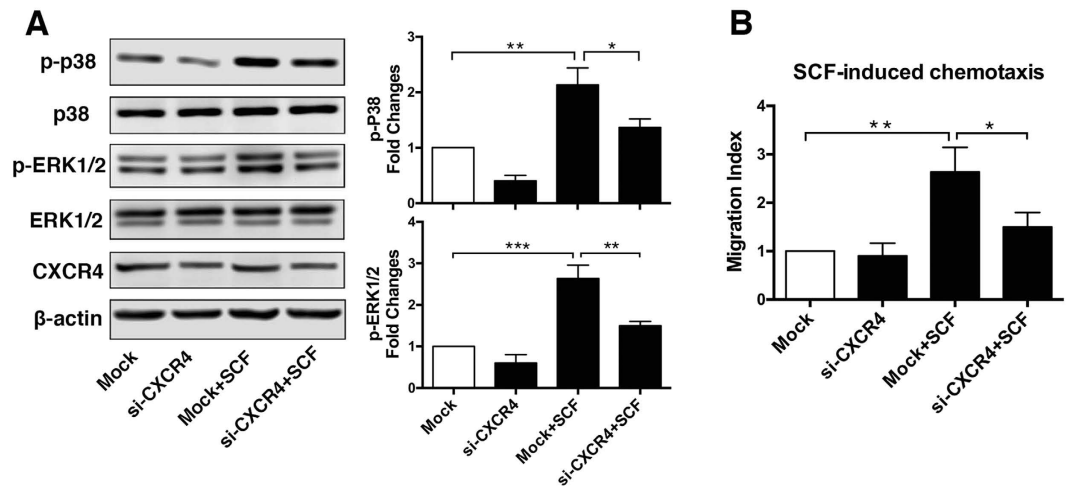 A
p-p38
p38
p-ERK1/2
ERK1/2
CXCR4
β-actin
Mock
si-CXCR4
Mock+SCF
si-CXCR4+SCF
p-P38
Fold Changes
3
2
1
0
**
*
p-ERK1/2
Fold Changes
4
3
2
1
0
***
**
Mock
si-CXCR4
Mock+SCF
si-CXCR4+SCF
B
SCF-induced chemotaxis
Migration Index
4
3
2
1
0
**
*
Mock
si-CXCR4
Mock+SCF
si-CXCR4+SCF